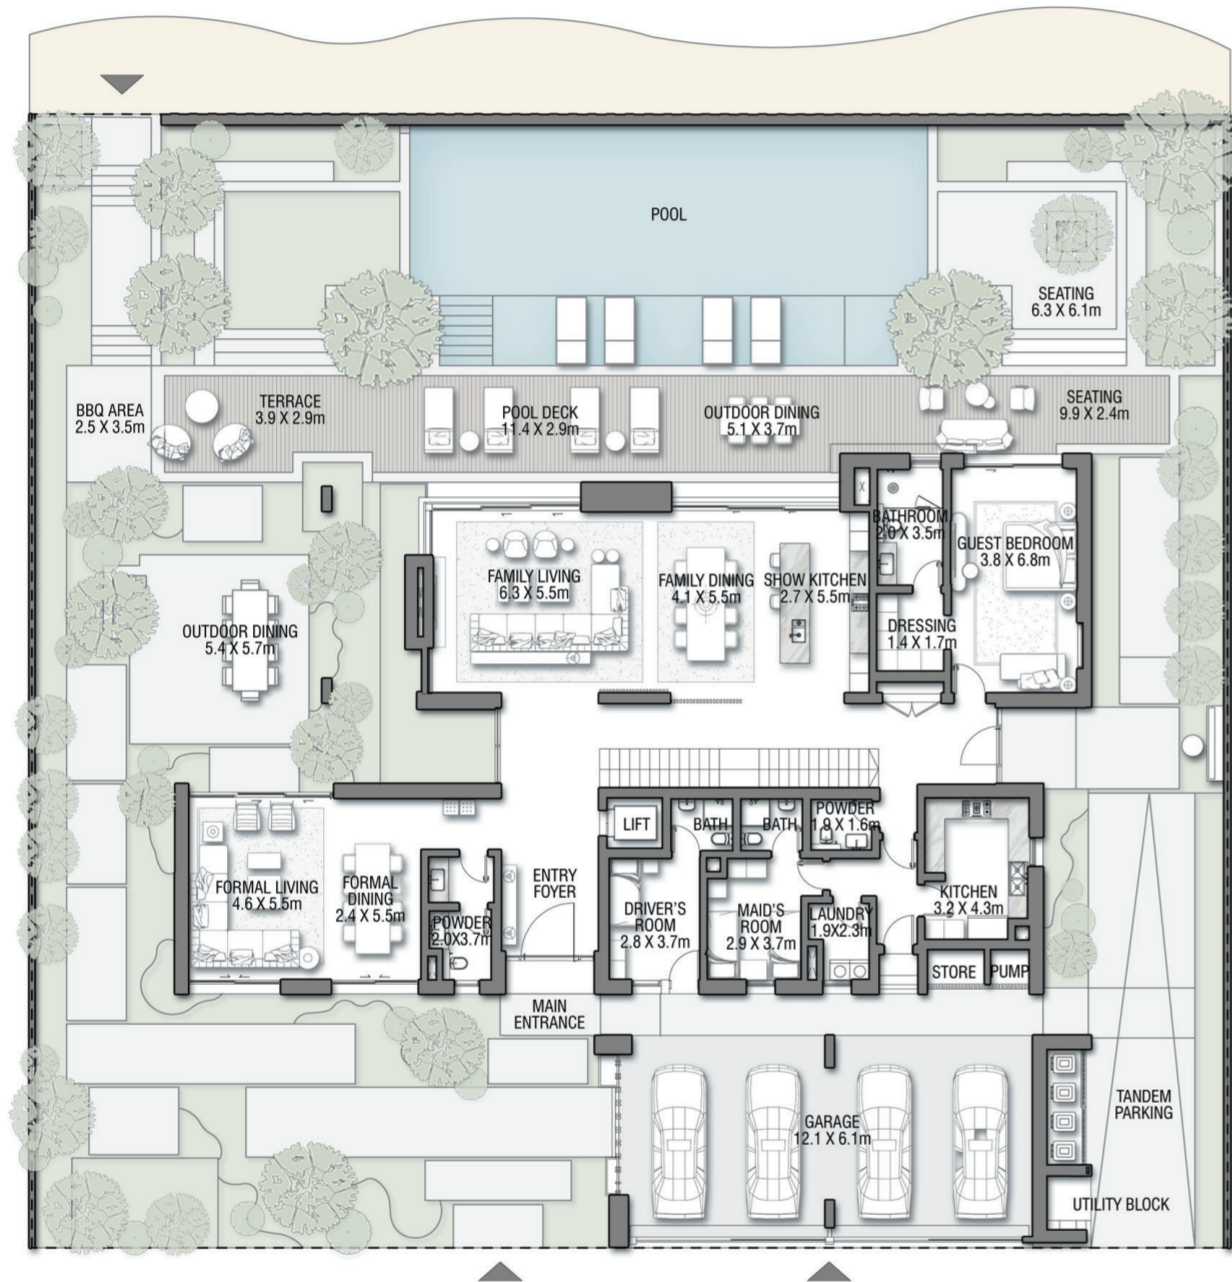 POOL
SEATING
6.3 X 6.1m
BBQ AREA
2.5 X 3.5m
TERRACE
3.9 X 2.9m
POOL DECK
11.4 X 2.9m
OUTDOOR DINING
5.1 X 3.7m
SEATING
9.9 X 2.4m
BATHROOM
2.0 X 3.5m
GUEST BEDROOM
3.8 X 6.8m
FAMILY LIVING
6.3 X 5.5m
FAMILY DINING
4.1 X 5.5m
SHOW KITCHEN
2.7 X 5.5m
DRESSING
1.4 X 1.7m
OUTDOOR DINING
5.4 X 5.7m
LIFT
BATH
BATH
POWDER
1.9 X 1.6m
FORMAL LIVING
4.6 X 5.5m
FORMAL
DINING
2.4 X 5.5m
POWDER
2.0X3.7m
ENTRY
FOYER
DRIVER'S
ROOM
2.8 X 3.7m
MAID'S
ROOM
2.9 X 3.7m
LAUNDRY
1.9X2.3m
KITCHEN
3.2 X 4.3m
STORE
PUMP
MAIN
ENTRANCE
GARAGE
12.1 X 6.1m
TANDEM
PARKING
UTILITY BLOCK